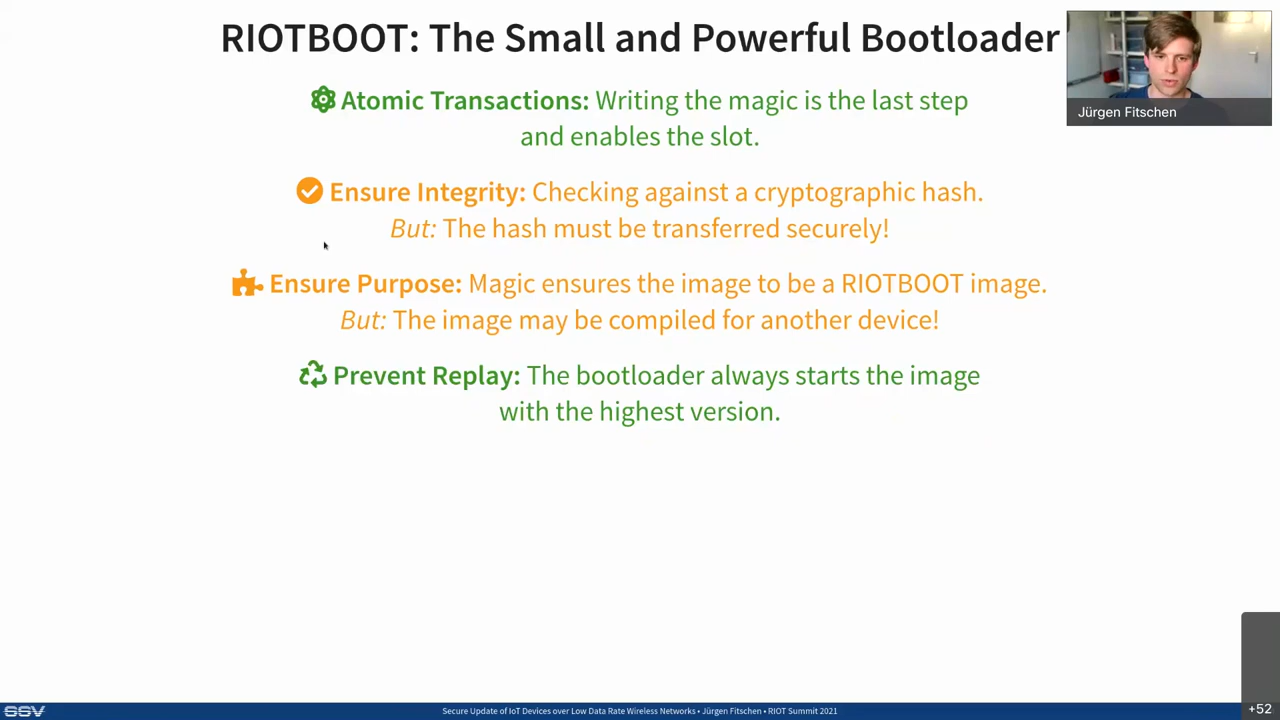 RIOTBOOT: The Small and Powerful Bootloader
Atomic Transactions: Writing the magic is the last step
and enables the slot.
Ensure Integrity: Checking against a cryptographic hash.
But: The hash must be transferred securely!
Ensure Purpose: Magic ensures the image to be a RIOTBOOT image.
But: The image may be compiled for another device!
Prevent Replay: The bootloader always starts the image
with the highest version.
Jürgen Fitschen
SSV
Secure Update of IoT Devices over Low Data Rate Wireless Networks • Jürgen Fitschen • RIOT Summit 2021
+52